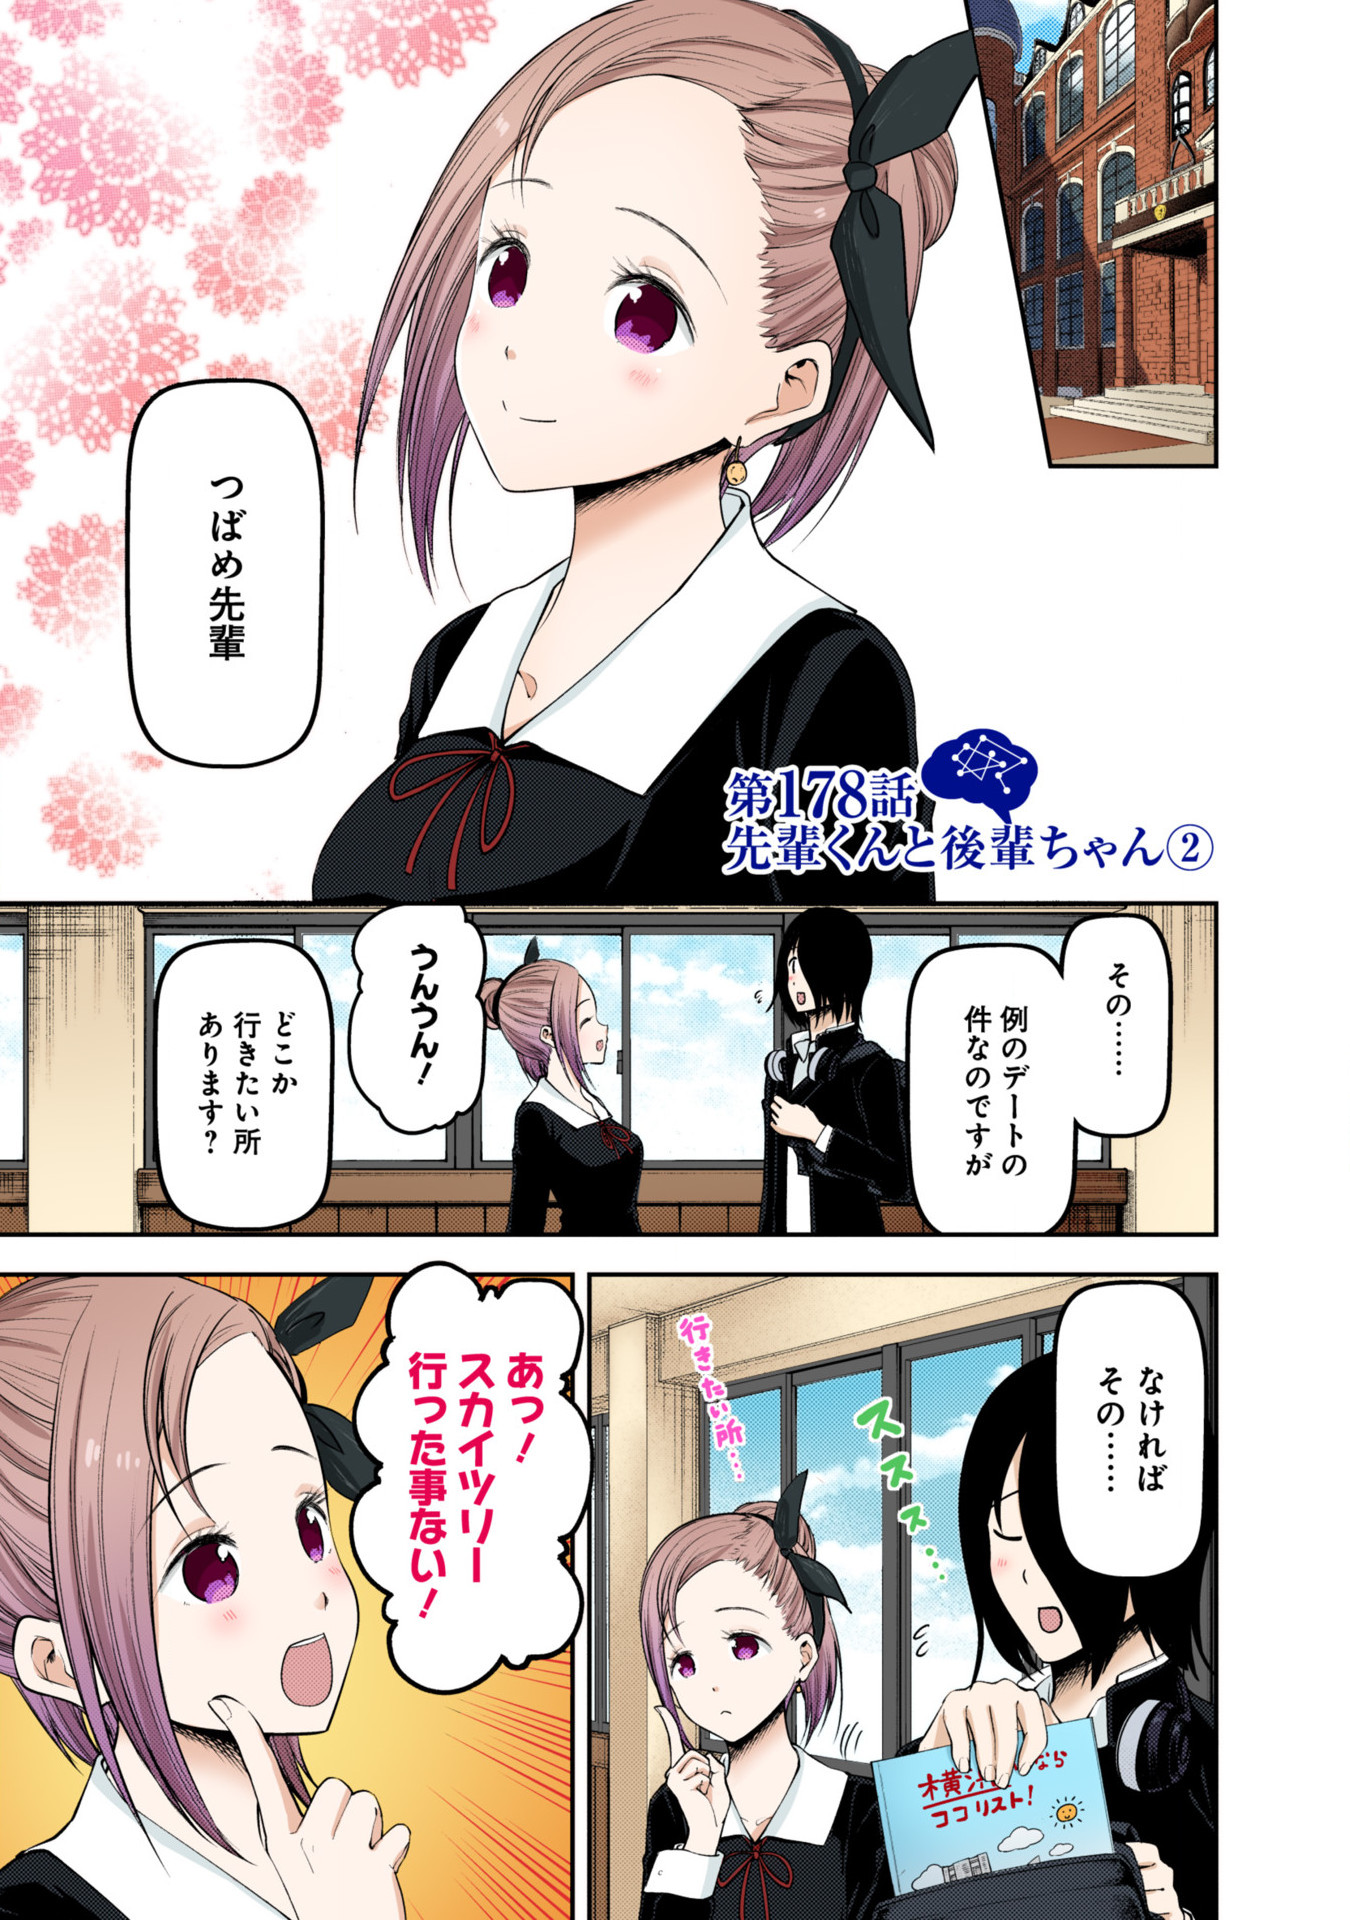 つばめ先輩
第178話
先輩くんと後輩ちゃん②
その……
例のデートの
件なのですが
うんうん！
どこか
行きたい所
あります？
なければ
その……
ススス…
行きたい所…
横浜
なら
ココリスト！
あっ！
スカイツリー
行った事ない！